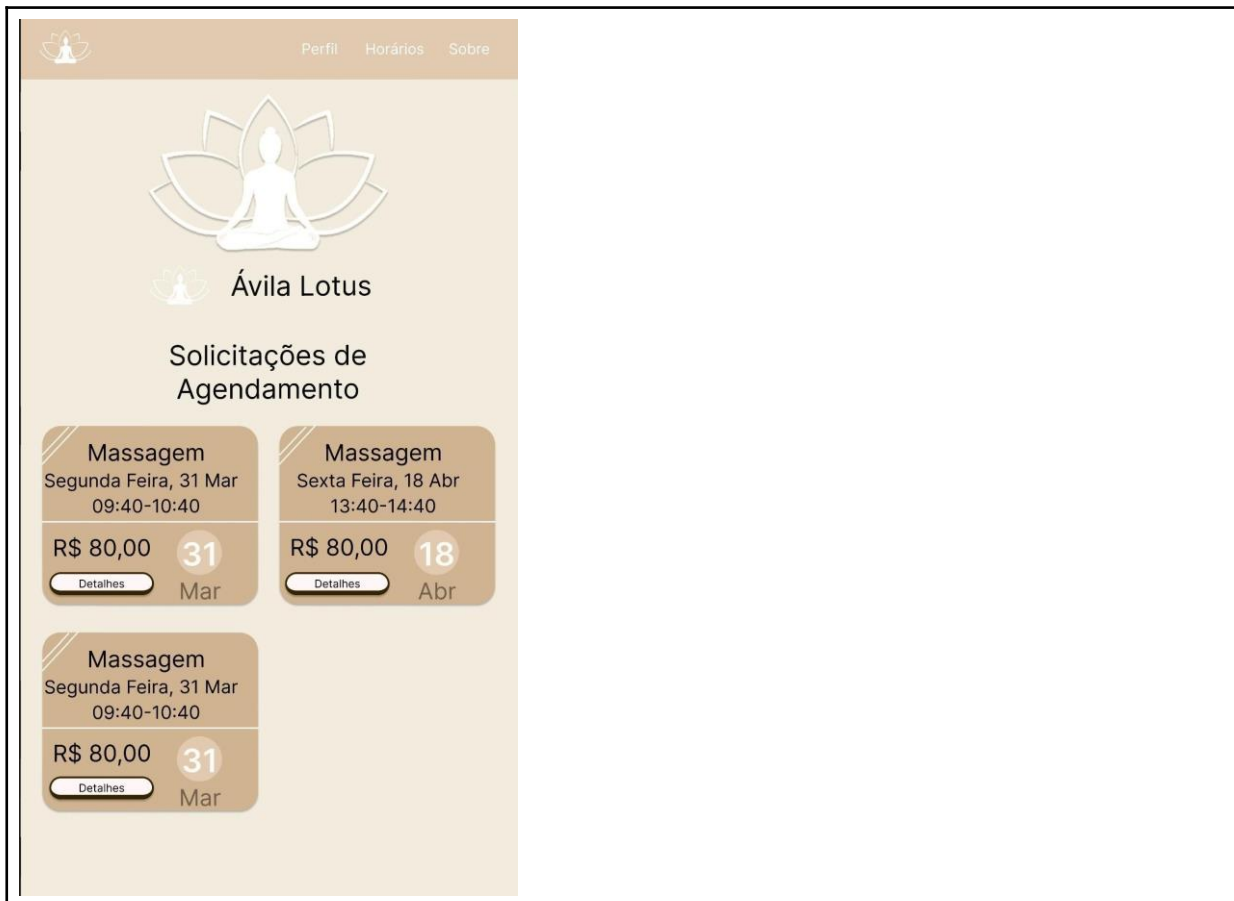 Perfil Horários Sobre
Ávila Lotus
Solicitações de
Agendamento
Massagem
Segunda Feira, 31 Mar
09:40-10:40
R$ 80,00
31
Detalhes
Mar
Massagem
Sexta Feira, 18 Abr
13:40-14:40
R$ 80,00
18
Detalhes
Abr
Massagem
Segunda Feira, 31 Mar
09:40-10:40
R$ 80,00
31
Detalhes
Mar